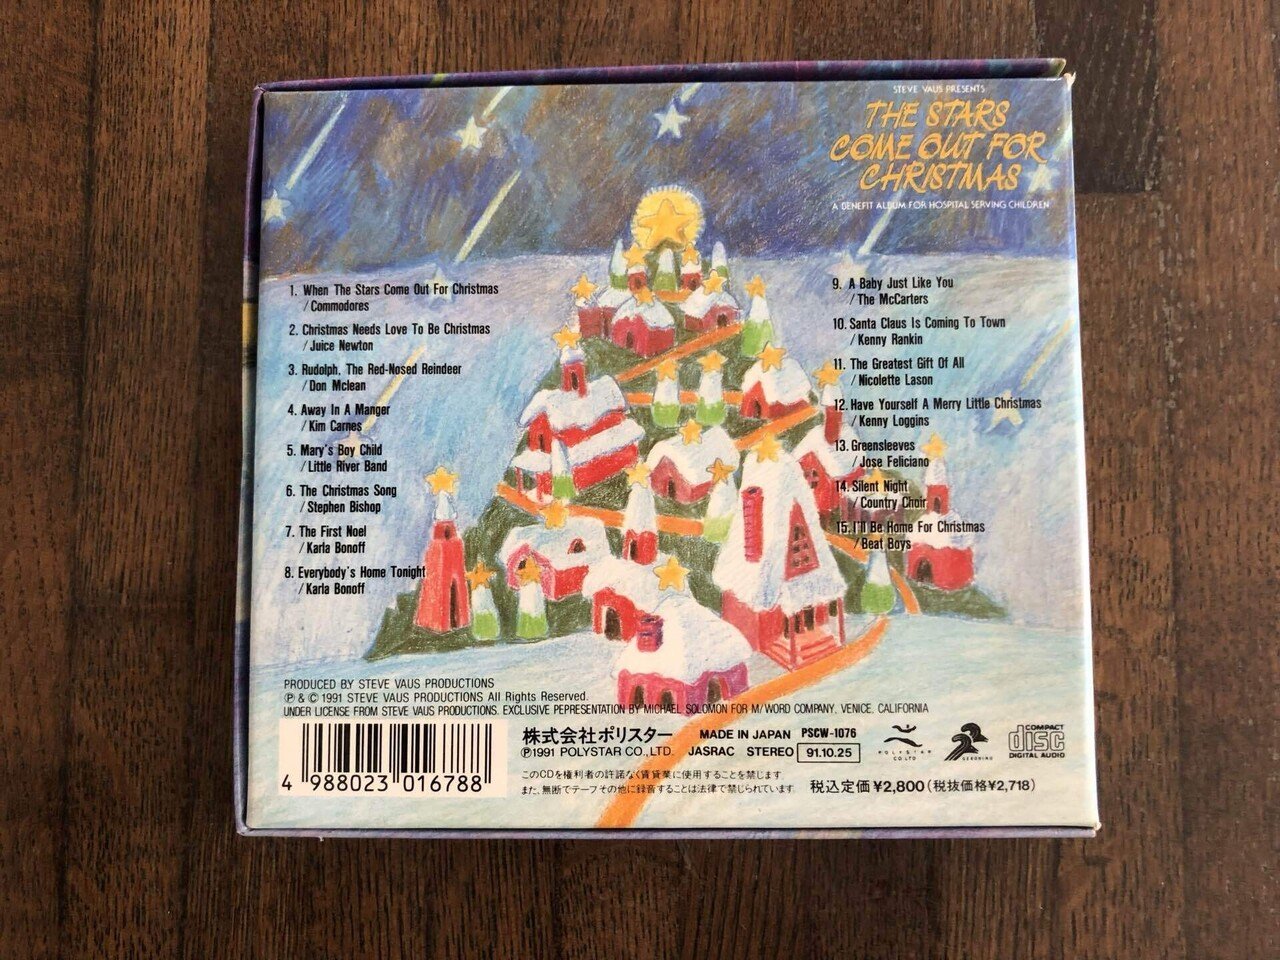 STEVE VAUS PRESENTS
THE STARS
COME OUT FOR
CHRISTMAS
A BENEFIT ALBUM FOR HOSPITAL SERVING CHILDREN
1. When The Stars Come Out For Christmas
/Commodores
2. Christmas Needs Love To Be Christmas
/Juice Newton
3. Rudolph, The Red-Nosed Reindeer
/Don Mclean
4. Away In A Manger
/Kim Carnes
5. Mary's Boy Child
/Little River Band
6. The Christmas Song
/Stephen Bishop
7. The First Noel
/Karla Bonoff
8. Everybody's Home Tonight
/Karla Bonoff
9. A Baby Just Like You
/The McCarters
10. Santa Claus Is Coming To Town
/Kenny Rankin
11. The Greatest Gift Of All
/Nicolette Lason
12. Have Yourself A Merry Little Christmas
/Kenny Loggins
13. Greensleeves
/Jose Feliciano
14. Silent Night
/Country Choir
15. I'll Be Home For Christmas
/Beat Boys
PRODUCED BY STEVE VAUS PRODUCTIONS
Ⓟ & © 1991 STEVE VAUS PRODUCTIONS All Rights Reserved.
UNDER LICENSE FROM STEVE VAUS PRODUCTIONS. EXCLUSIVE PEPRESENTATION BY MICHAEL SOLOMON FOR M/WORD COMPANY, VENICE, CALIFORNIA
4 988023 016788
株式会社ポリスター
MADE IN JAPAN PSCW-1076
Ⓟ1991 POLYSTAR CO.,LTD. JASRAC STEREO 91.10.25
このCDを権利者の許諾なく賃貸業に使用することを禁じます.
また、無断でテープその他に録音することは法律で禁じられています.
税込定価¥2,800(税抜価格¥2,718)
POLYSTAR
CO.LTD
GERONIMO
COMPACT
disc
DIGITAL AUDIO